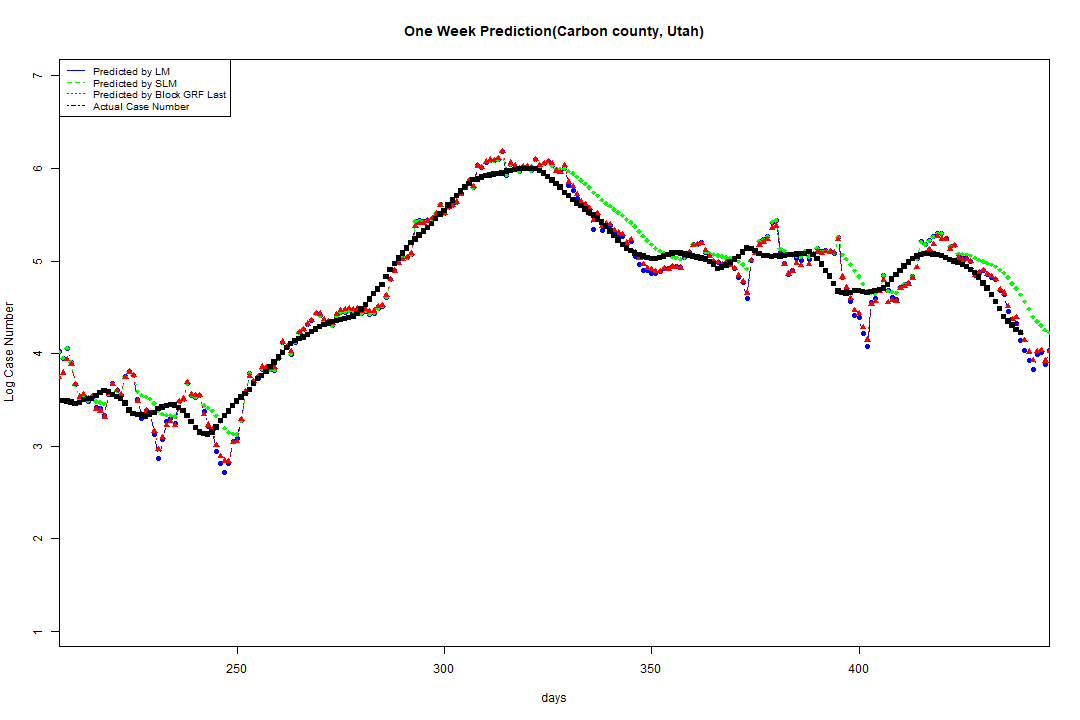 One Week Prediction(Carbon county, Utah)
Predicted by LM
Predicted by SLM
Predicted by Block GRF Last
Actual Case Number
7
6
5
4
3
2
1
Log Case Number
250 300 350 400
days